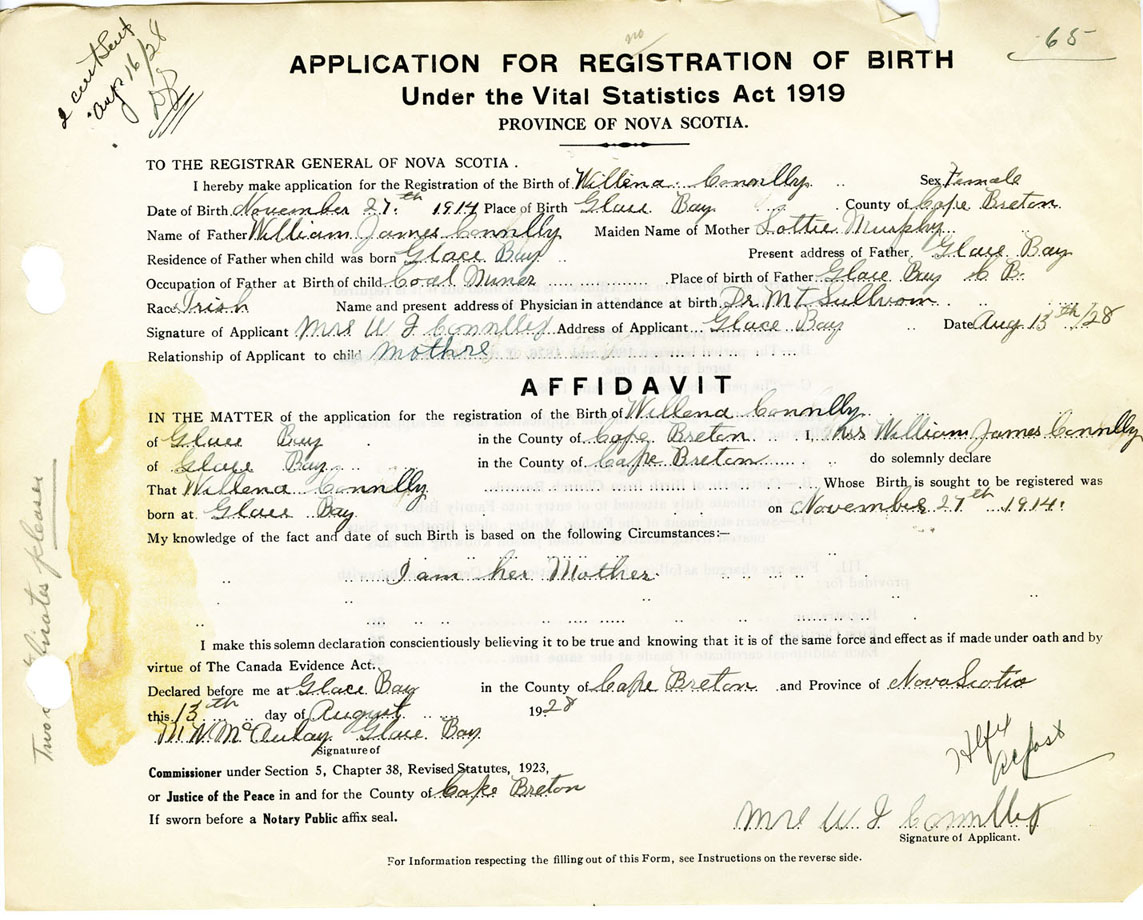 2 cert sent
Aug 16/28
no
65
APPLICATION FOR REGISTRATION OF BIRTH
Under the Vital Statistics Act 1919
PROVINCE OF NOVA SCOTIA.
TO THE REGISTRAR GENERAL OF NOVA SCOTIA.
I hereby make application for the Registration of the Birth of Willena Connlly Sex Female
Date of Birth November 27th 1914 Place of Birth Glace Bay County of Cape Breton
Name of Father William James Connlly Maiden Name of Mother Lottie Murphy
Residence of Father when child was born Glace Bay Present address of Father Glace Bay
Occupation of Father at Birth of child Coal Miner Place of birth of Father Glace Bay C B.
Race Irish Name and present address of Physician in attendance at birth Dr. M T. Sullivan
Signature of Applicant Mrs W J Connlly Address of Applicant Glace Bay Date Aug 13th/28
Relationship of Applicant to child mothre
AFFIDAVIT
IN THE MATTER of the application for the registration of the Birth of Willena Connlly
of Glace Bay in the County of Cape Breton I, Mrs William James Connlly
of Glace Bay in the County of Cape Breton do solemnly declare
That Willena Connlly Whose Birth is sought to be registered was
born at Glace Bay on November 27th 1914.
My knowledge of the fact and date of such Birth is based on the following Circumstances:—
I am her Mother.
I make this solemn declaration conscientiously believing it to be true and knowing that it is of the same force and effect as if made under oath and by
virtue of The Canada Evidence Act.
Declared before me at Glace Bay in the County of Cape Breton and Province of Nova Scotia
this 13th day of August 1928
M. N. McAulay Glace Bay
Signature of
Commissioner under Section 5, Chapter 38, Revised Statutes, 1923,
or Justice of the Peace in and for the County of Cape Breton
If sworn before a Notary Public affix seal.
Mrs W J Connlly
Signature of Applicant.
For Information respecting the filling out of this Form, see Instructions on the reverse side.
Two please